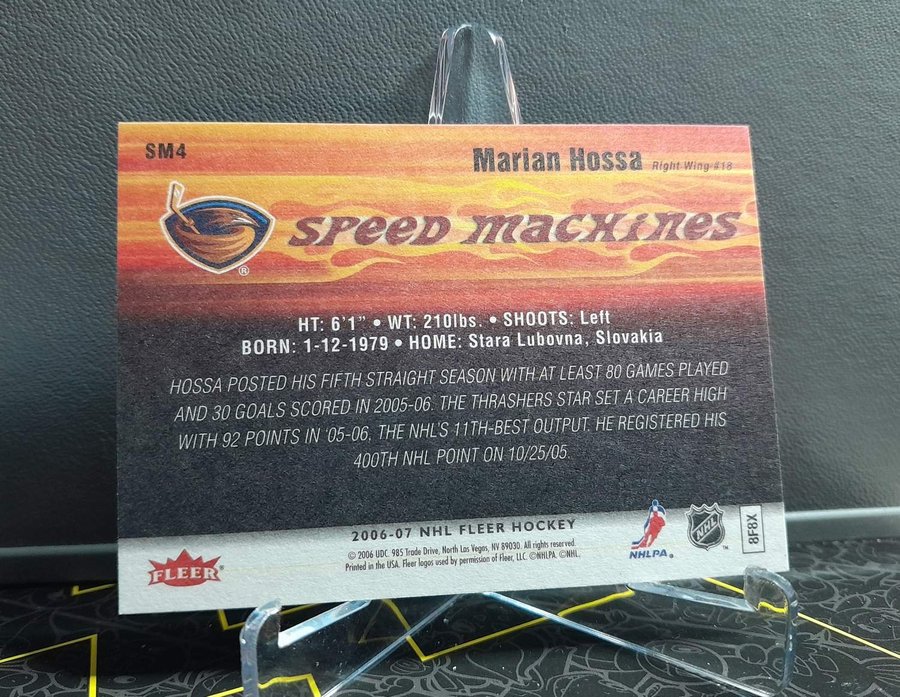 SM4
Marian Hossa Right Wing • #18
SPEED MACHINES
®
HT: 6'1" • WT: 210lbs. • SHOOTS: Left
BORN: 1-12-1979 • HOME: Stara Lubovna, Slovakia
HOSSA POSTED HIS FIFTH STRAIGHT SEASON WITH AT LEAST 80 GAMES PLAYED
AND 30 GOALS SCORED IN 2005-06. THE THRASHERS STAR SET A CAREER HIGH
WITH 92 POINTS IN '05-06, THE NHL'S 11TH-BEST OUTPUT. HE REGISTERED HIS
400TH NHL POINT ON 10/25/05.
2006-07 NHL FLEER HOCKEY
© 2006 UDC. 985 Trade Drive, North Las Vegas, NV 89030. All rights reserved.
Printed in the USA. Fleer logos used by permission of Fleer, LLC. ©NHLPA. ©NHL.
FLEER
NHLPA®
NHL ™
8F8X